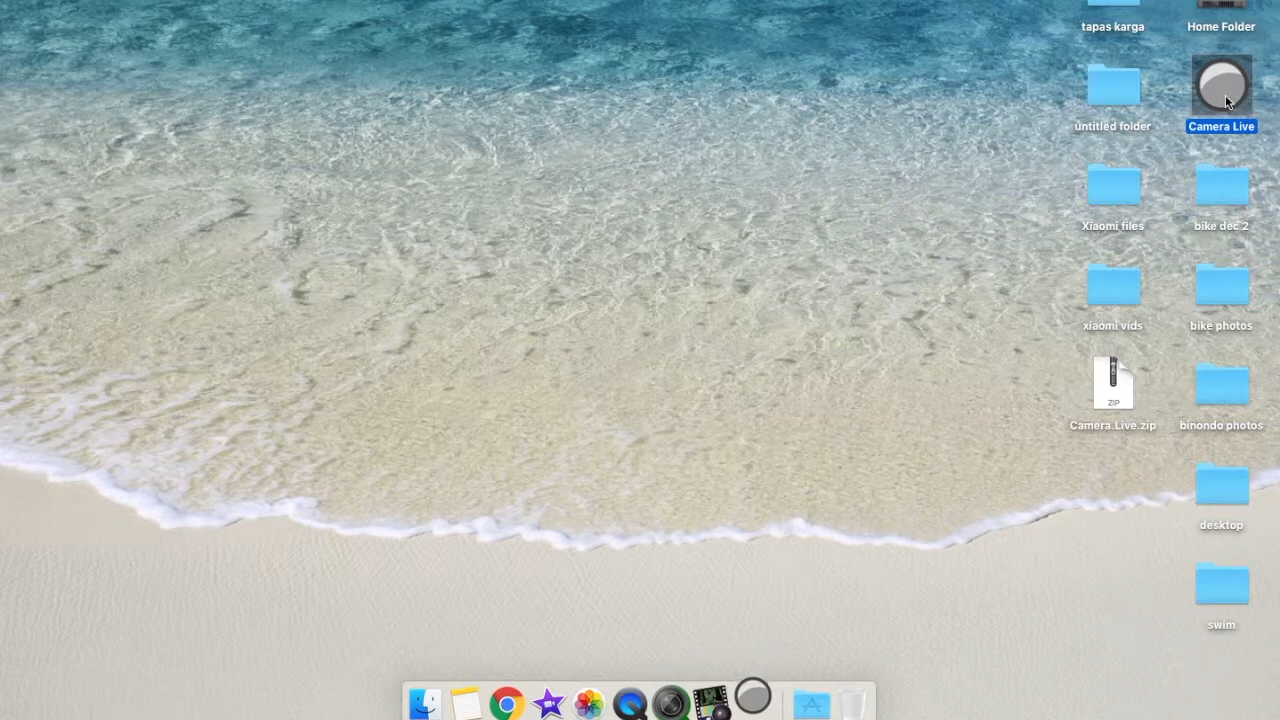 tapas karga
Home Folder
untitled folder
Camera Live
Xiaomi files
bike dec 2
xiaomi vids
bike photos
ZIP
Camera.Live.zip
binondo photos
desktop
swim